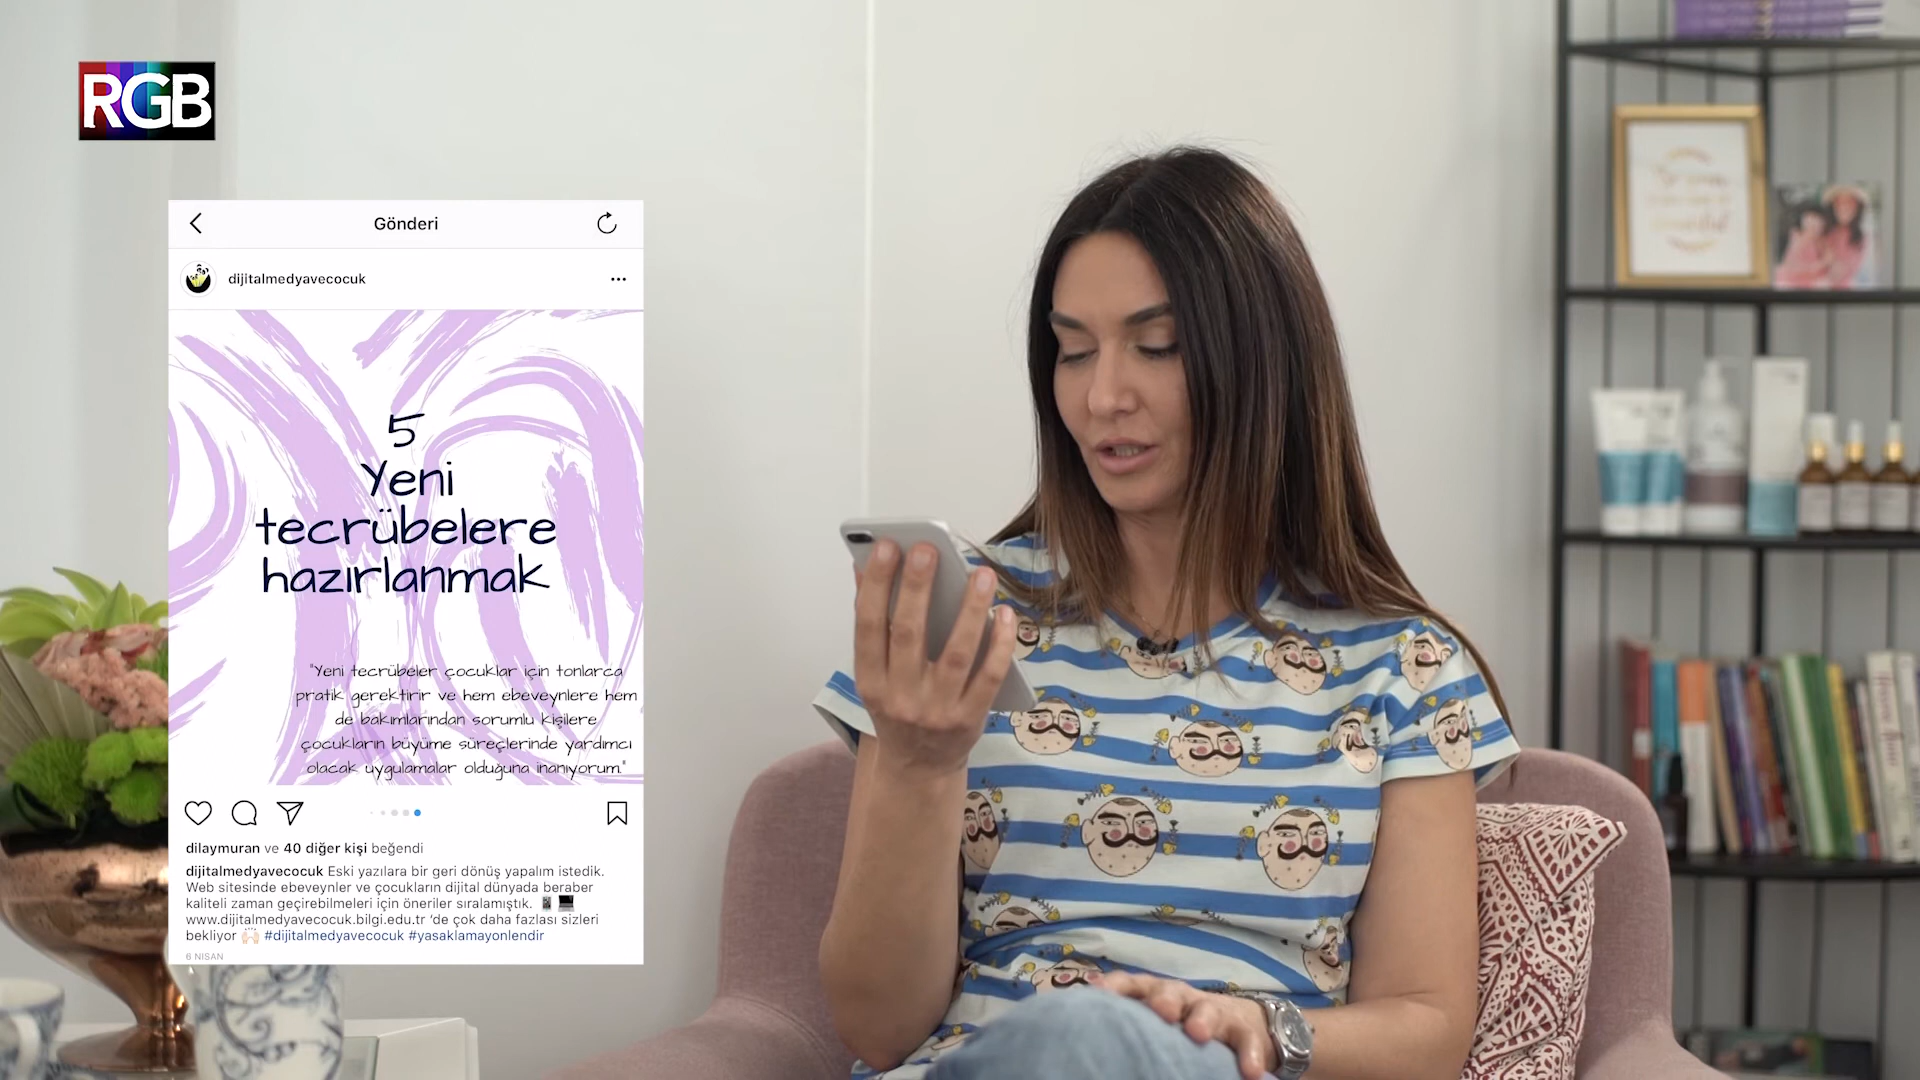 RGB
Gönderi
dijitalmedyavecocuk
5
Yeni
tecrübelere
hazırlanmak
"Yeni tecrübeler çocuklar için tonlarca
pratik gerektirir ve hem ebeveynlere hem
de bakımlarından sorumlu kişilere
çocukların büyüme süreçlerinde yardımcı
olacak uygulamalar olduğuna inanıyorum."
dilaymuran ve 40 diğer kişi beğendi
dijitalmedyavecocuk Eski yazılara bir geri dönüş yapalım istedik.
Web sitesinde ebeveynler ve çocukların dijital dünyada beraber
kaliteli zaman geçirebilmeleri için öneriler sıralamıştık. 📱💻
www.dijitalmedyavecocuk.bilgi.edu.tr 'de çok daha fazlası sizleri
bekliyor 🙌🏻 #dijitalmedyavecocuk #yasaklamayonlendir
6 NISAN